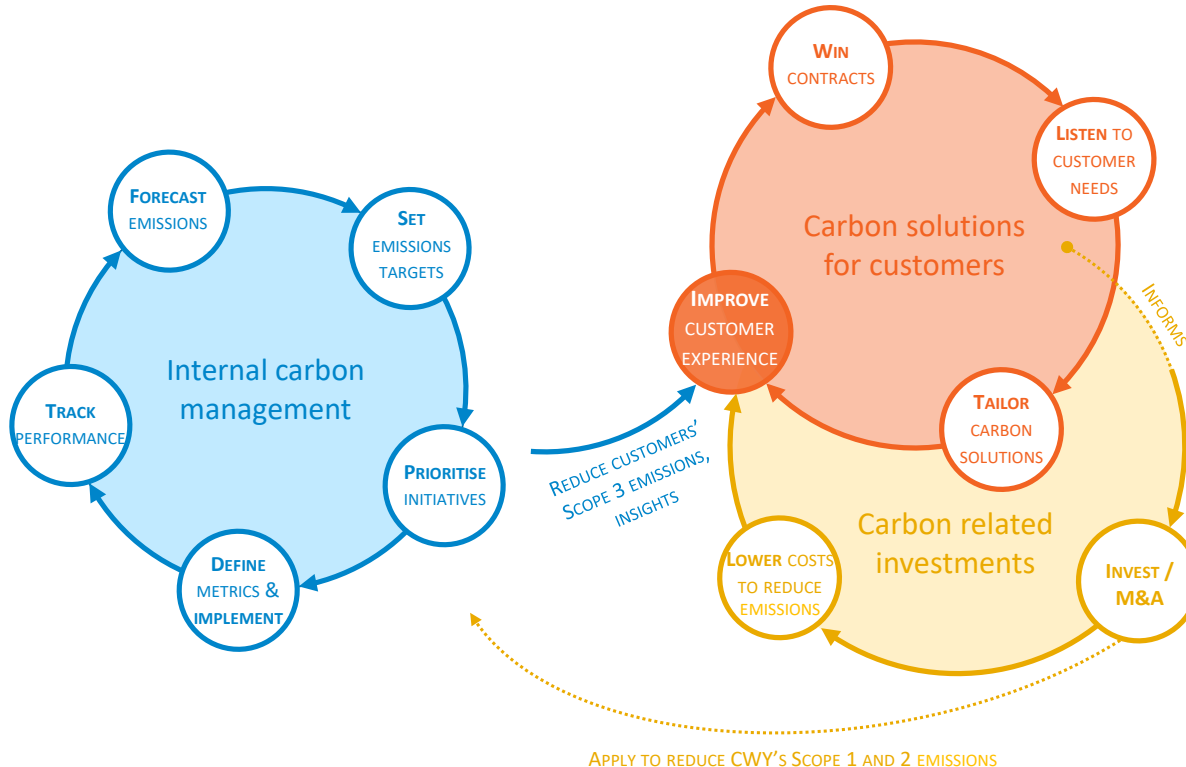 FORECAST
EMISSIONS
SET
EMISSIONS
TARGETS
Internal carbon
management
TRACK
PERFORMANCE
PRIORITISE
INITIATIVES
DEFINE
METRICS &
IMPLEMENT
REDUCE CUSTOMERS'
SCOPE 3 EMISSIONS,
INSIGHTS
WIN
CONTRACTS
LISTEN TO
CUSTOMER
NEEDS
Carbon solutions
for customers
IMPROVE
CUSTOMER
EXPERIENCE
TAILOR
CARBON
SOLUTIONS
INFORMS
Carbon related
investments
LOWER COSTS
TO REDUCE
EMISSIONS
INVEST /
M&A
APPLY TO REDUCE CWY'S SCOPE 1 AND 2 EMISSIONS